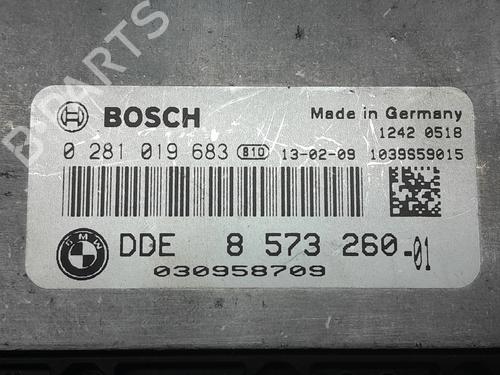 B-PARTS
BOSCH
Made in Germany
1242 0518
0 281 019 683 B10 13-02-09 1039S59015
BMW
DDE 8 573 260-01
030958709